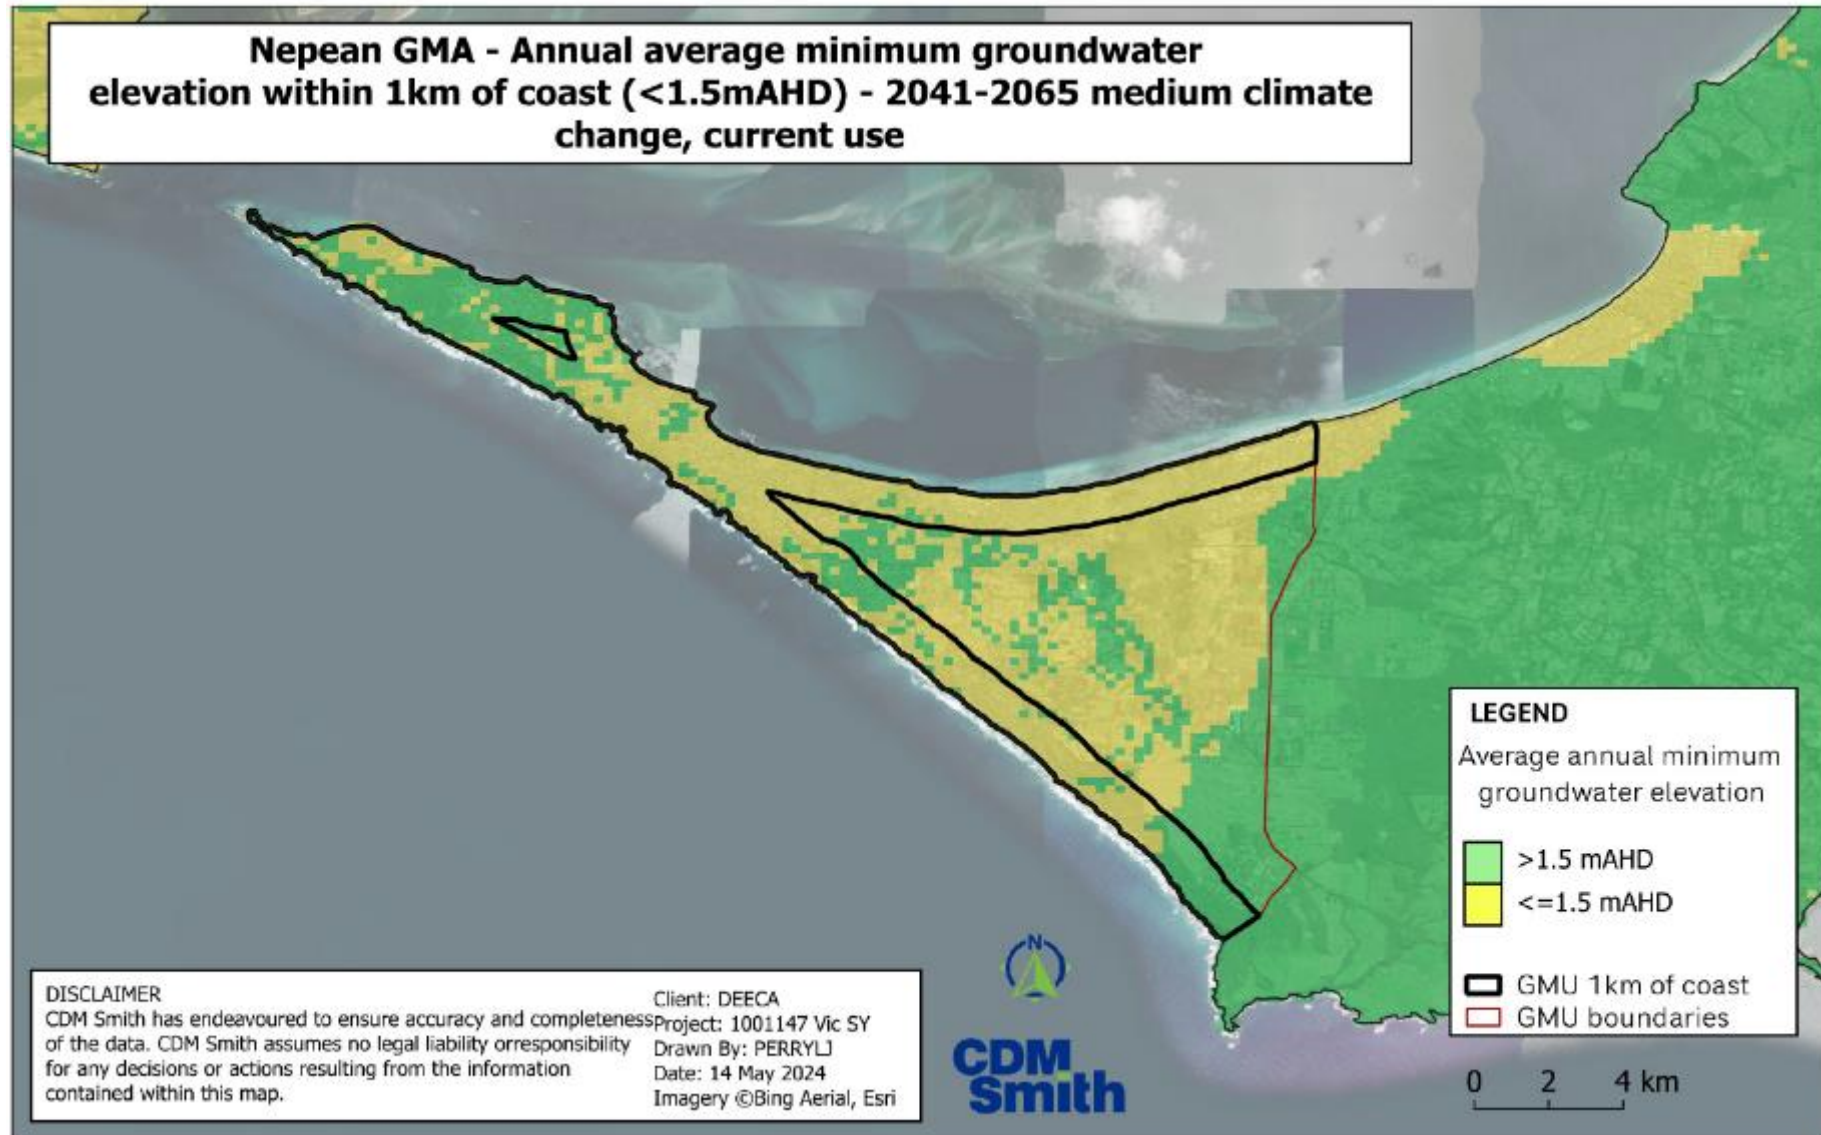 Nepean GMA - Annual average minimum groundwater
elevation within 1km of coast (<1.5mAHD) - 2041-2065 medium climate
change, current use
LEGEND
Average annual minimum
groundwater elevation
>1.5 mAHD
<=1.5 mAHD
GMU 1km of coast
GMU boundaries
DISCLAIMER
CDM Smith has endeavoured to ensure accuracy and completeness
of the data. CDM Smith assumes no legal liability orresponsibility
for any decisions or actions resulting from the information
contained within this map.
Client: DEECA
Project: 1001147 Vic SY
Drawn By: PERRYLJ
Date: 14 May 2024
Imagery ©Bing Aerial, Esri
N
CDM
Smith
0 2 4 km